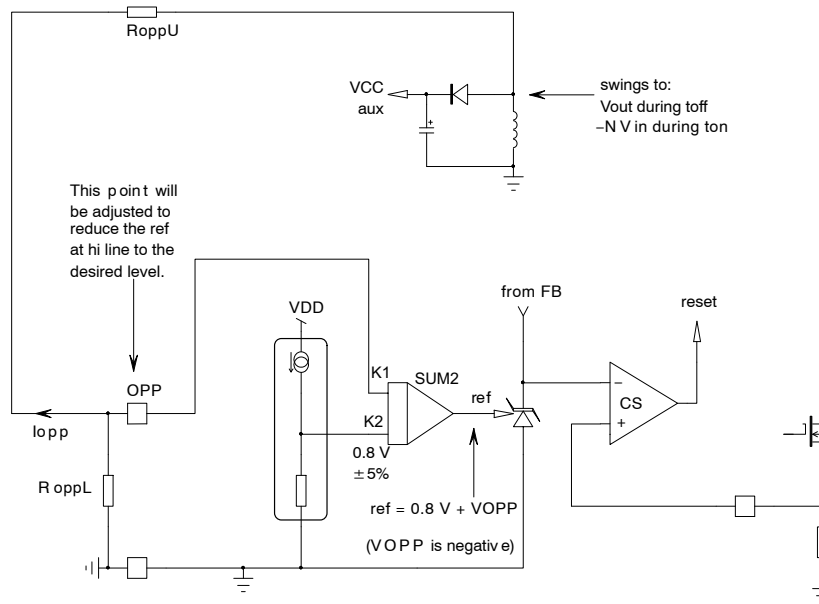 RoppU
VCC
aux
swings to:
Vout during toff
−N V in during ton
This point will
be adjusted to
reduce the ref
at hi line to the
desired level.
from FB
reset
VDD
OPP
K1
SUM2
ref
CS
−
+
Iopp
K2
0.8 V
±5%
R oppL
ref = 0.8 V + VOPP
(VOPP is negative)
+